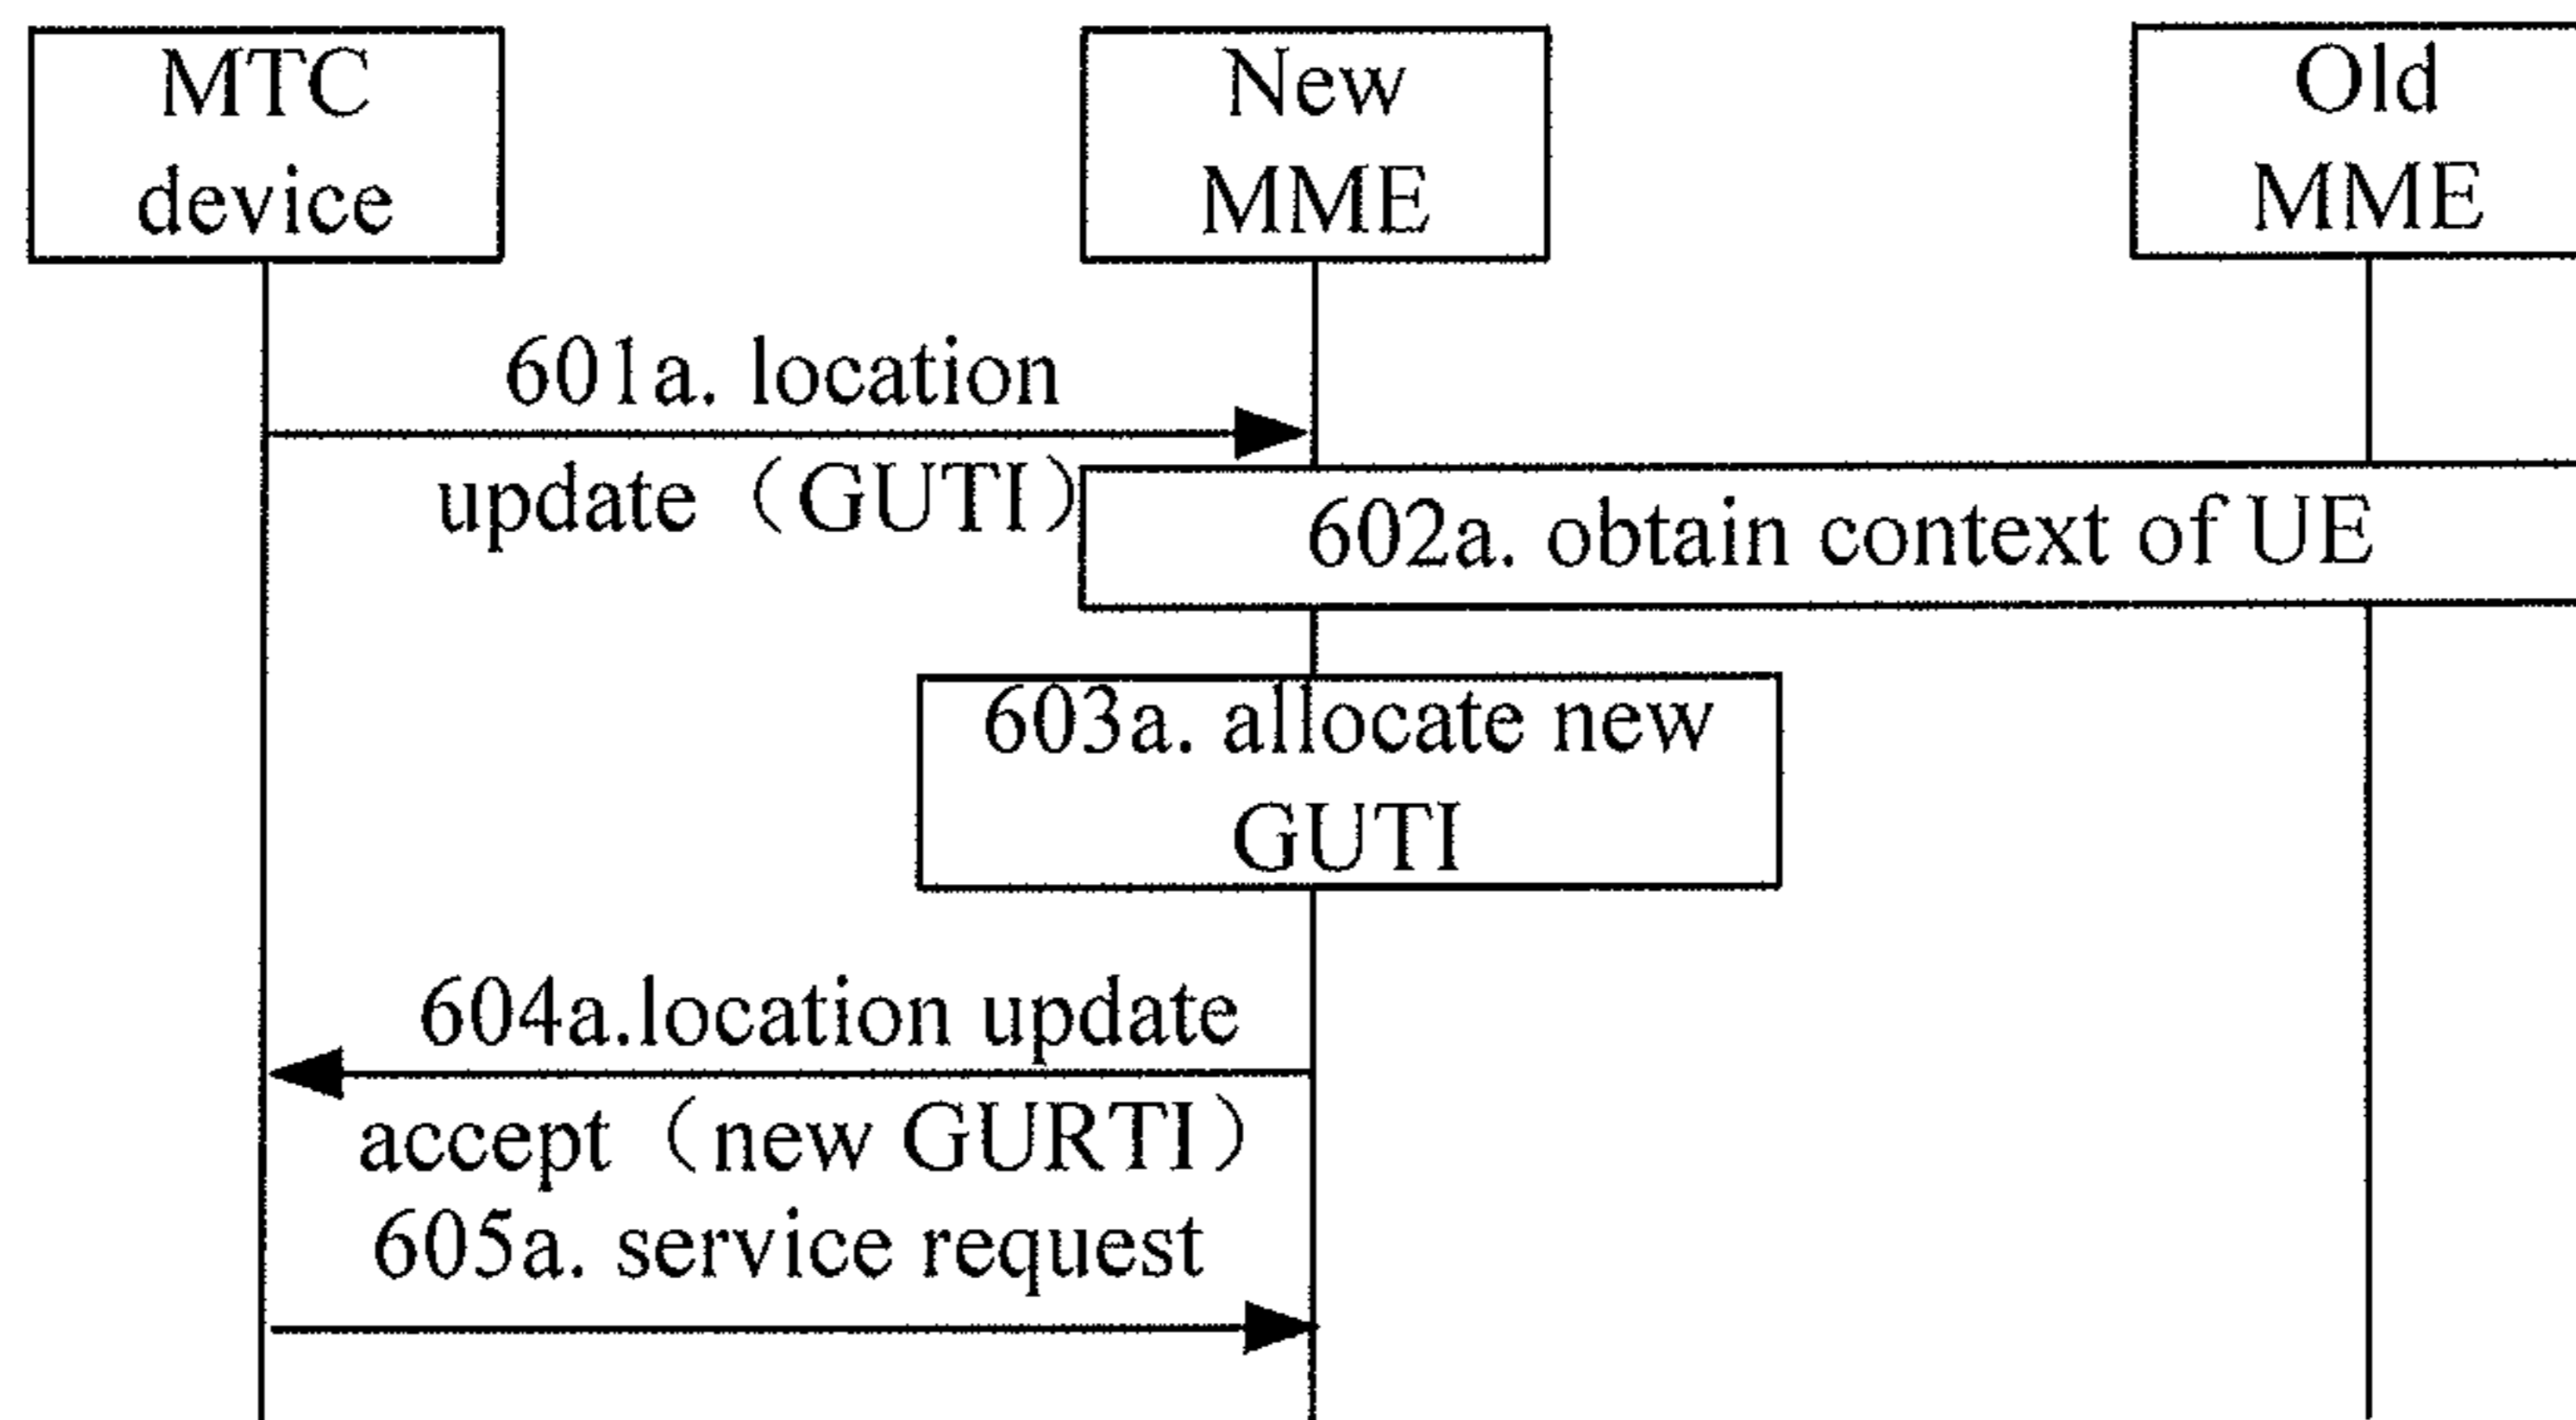 MTC
device
New
MME
Old
MME
601a. location
update（GUTI）
602a. obtain context of UE
603a. allocate new
GUTI
604a.location update
accept（new GURTI）
605a. service request